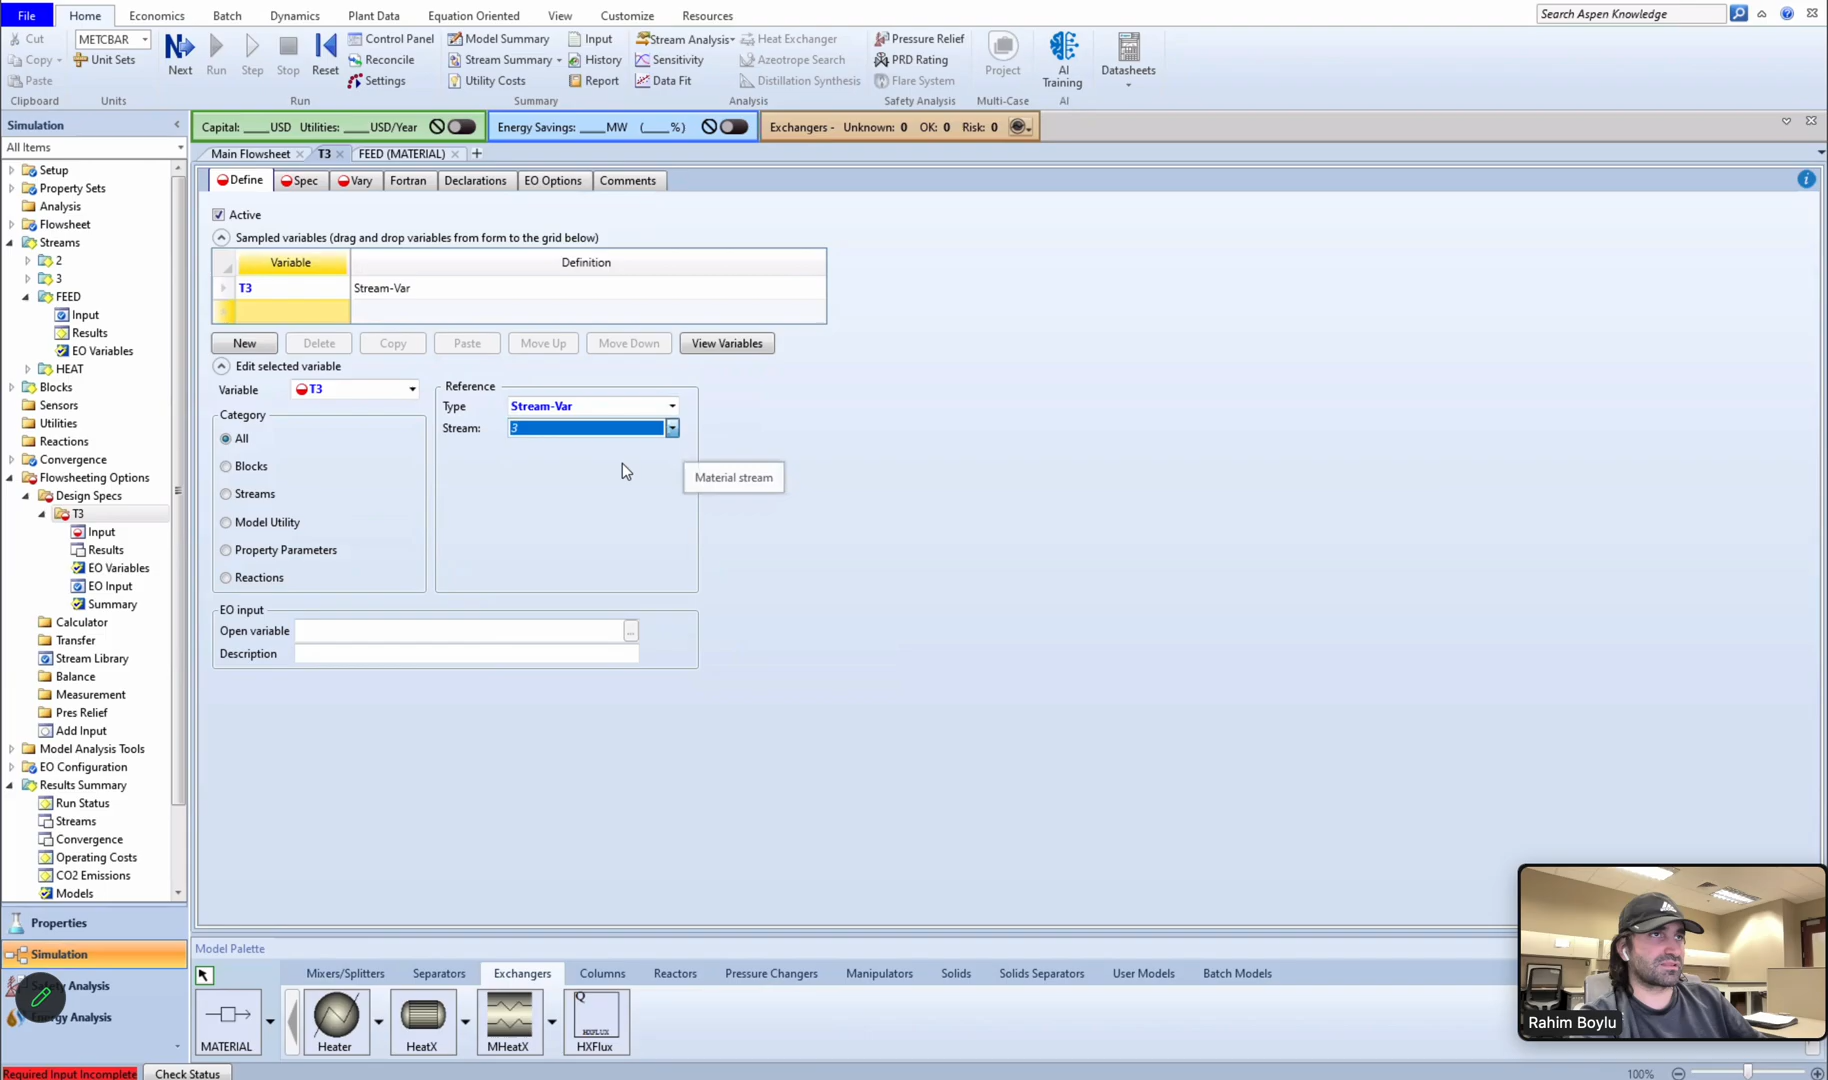 File Home Economics Batch Dynamics Plant Data Equation Oriented View Customize Resources Search Aspen Knowledge
Cut METCBAR Control Panel Model Summary Input Stream Analysis Heat Exchanger Pressure Relief
Copy Unit Sets Next Run Step Stop Reset Reconcile Stream Summary History Sensitivity Azeotrope Search PRD Rating Project AI Training Datasheets
Paste Settings Utility Costs Report Data Fit Distillation Synthesis Flare System
Clipboard Units Run Summary Analysis Safety Analysis Multi-Case AI
Simulation Capital: ____USD Utilities: ____USD/Year Energy Savings: ____MW (____%) Exchangers - Unknown: 0 OK: 0 Risk: 0
All Items
Main Flowsheet T3 FEED (MATERIAL) +
Define Spec Vary Fortran Declarations EO Options Comments
Setup
Property Sets
Analysis
Flowsheet
Streams
2
3
FEED
Input
Results
EO Variables
HEAT
Blocks
Sensors
Utilities
Reactions
Convergence
Flowsheeting Options
Design Specs
T3
Input
Results
EO Variables
EO Input
Summary
Calculator
Transfer
Stream Library
Balance
Measurement
Pres Relief
Add Input
Model Analysis Tools
EO Configuration
Results Summary
Run Status
Streams
Convergence
Operating Costs
CO2 Emissions
Models
Properties
Simulation
Safety Analysis
Energy Analysis
Active
Sampled variables (drag and drop variables from form to the grid below)
Variable Definition
T3 Stream-Var
New Delete Copy Paste Move Up Move Down View Variables
Edit selected variable
Variable T3
Category
All
Blocks
Streams
Model Utility
Property Parameters
Reactions
Reference
Type Stream-Var
Stream: 3
Material stream
EO input
Open variable ...
Description
Model Palette
Mixers/Splitters Separators Exchangers Columns Reactors Pressure Changers Manipulators Solids Solids Separators User Models Batch Models
Q
HXFLUX
MATERIAL Heater HeatX MHeatX HXFlux
Rahim Boylu
Required Input Incomplete Check Status 100%